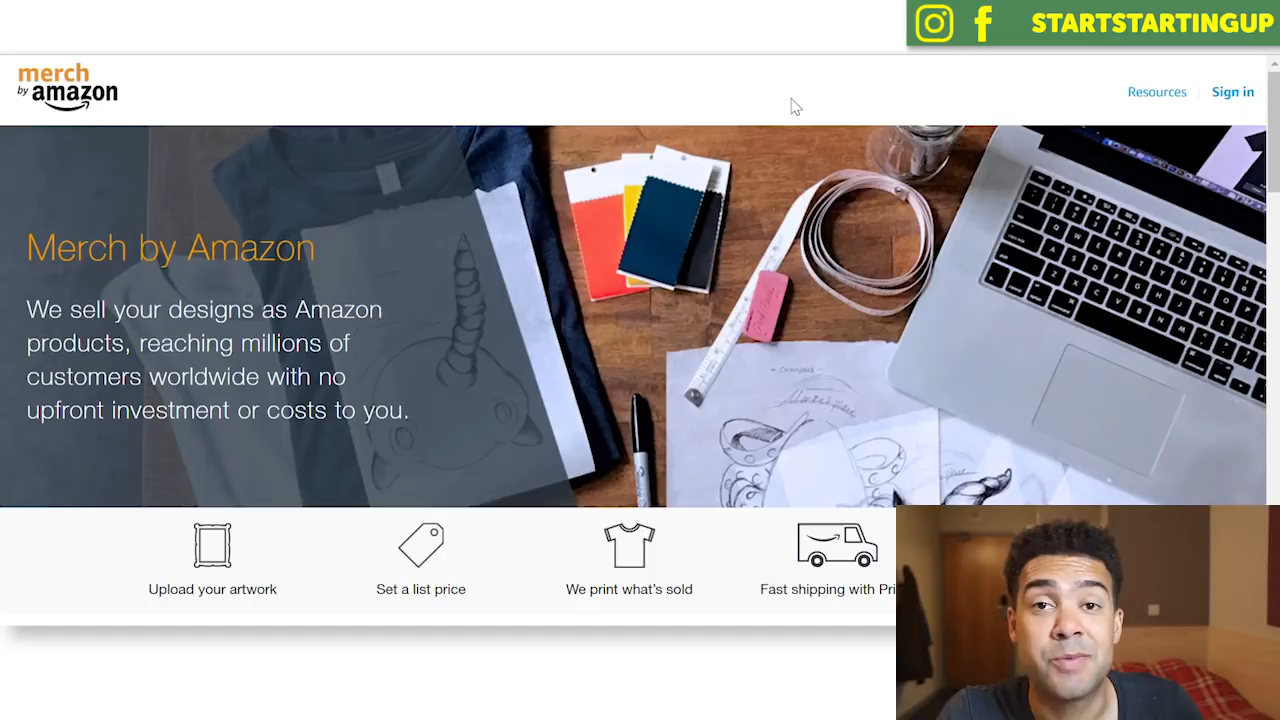 STARTSTARTINGUP
merch
by amazon
Resources
Sign in
Merch by Amazon
We sell your designs as Amazon
products, reaching millions of
customers worldwide with no
upfront investment or costs to you.
Upload your artwork
Set a list price
We print what's sold
Fast shipping with Pri